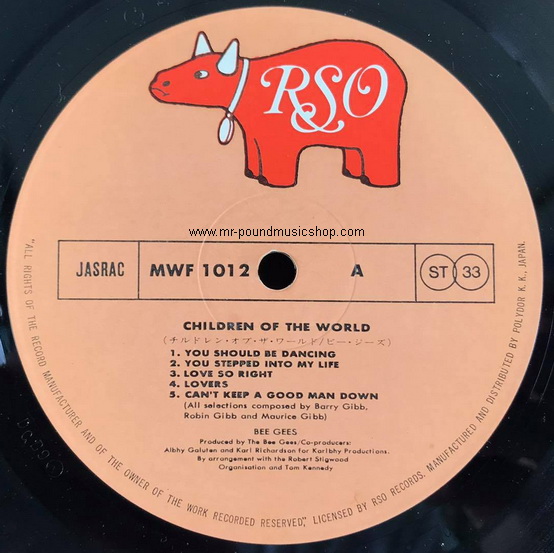 RSO
www.mr-poundmusicshop.com
JASRAC
MWF 1012
A
ST 33
CHILDREN OF THE WORLD
(チルドレン・オブ・ザ・ワールド/ビー・ジーズ)
1. YOU SHOULD BE DANCING
2. YOU STEPPED INTO MY LIFE
3. LOVE SO RIGHT
4. LOVERS
5. CAN'T KEEP A GOOD MAN DOWN
(All selections composed by Barry Gibb,
Robin Gibb and Maurice Gibb)
BEE GEES
Produced by The Bee Gees/Co-producers:
Albhy Galuten and Karl Richardson for Karlbhy Productions.
By arrangement with the Robert Stigwood
Organisation and Tom Kennedy
"ALL RIGHTS OF THE RECORD MANUFACTURER AND OF THE OWNER OF THE WORK RECORDED RESERVED", LICENSED BY RSO RECORDS. MANUFACTURED AND DISTRIBUTED BY POLYDOR K.K., JAPAN.